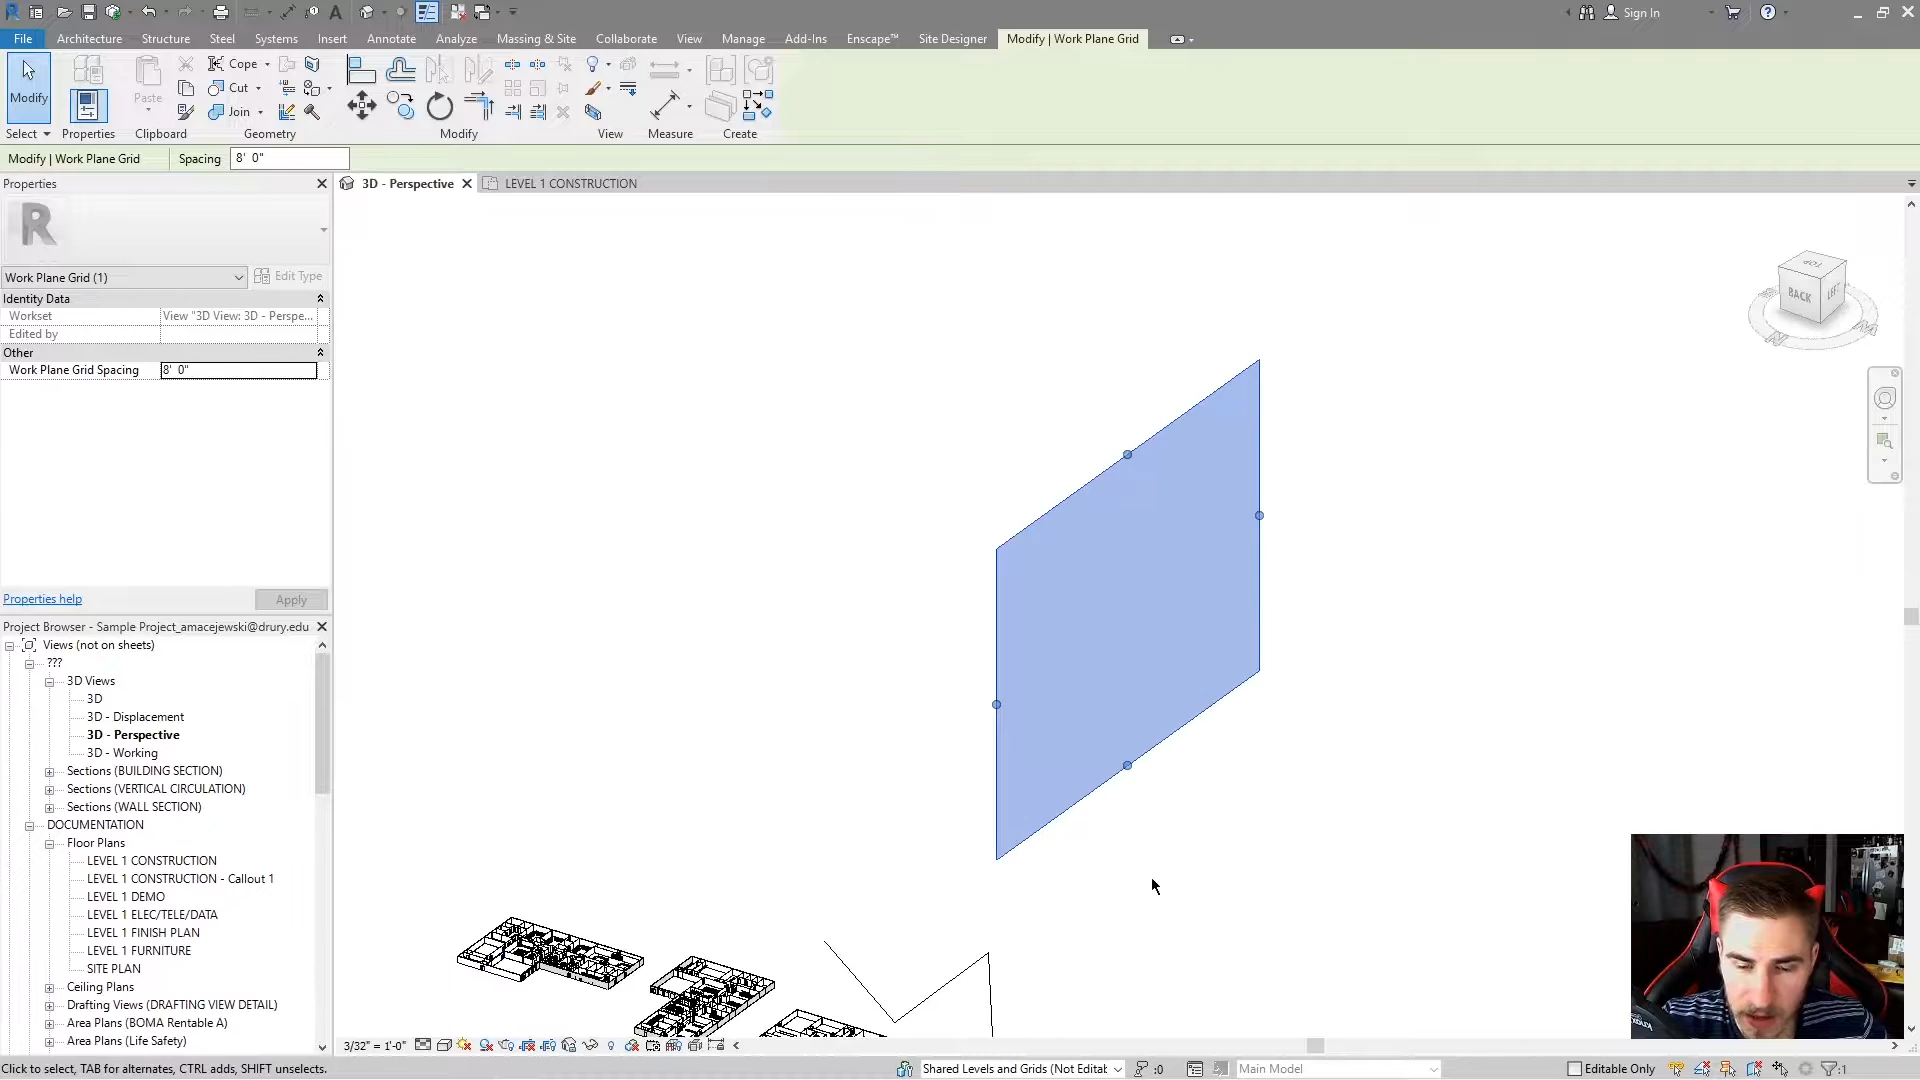 Sign In
File Architecture Structure Steel Systems Insert Annotate Analyze Massing & Site Collaborate View Manage Add-Ins Enscape™ Site Designer Modify | Work Plane Grid
Modify
Paste
Cope
Cut
Join
Select Properties Clipboard Geometry Modify View Measure Create
Modify | Work Plane Grid Spacing 8' 0"
Properties
3D - Perspective LEVEL 1 CONSTRUCTION
R
Work Plane Grid (1) Edit Type
Identity Data
Workset View "3D View: 3D - Perspe...
Edited by
Other
Work Plane Grid Spacing 8' 0"
TOP
BACK LEFT
Properties help Apply
Project Browser - Sample Project_amacejewski@drury.edu
Views (not on sheets)
???
3D Views
3D
3D - Displacement
3D - Perspective
3D - Working
Sections (BUILDING SECTION)
Sections (VERTICAL CIRCULATION)
Sections (WALL SECTION)
DOCUMENTATION
Floor Plans
LEVEL 1 CONSTRUCTION
LEVEL 1 CONSTRUCTION - Callout 1
LEVEL 1 DEMO
LEVEL 1 ELEC/TELE/DATA
LEVEL 1 FINISH PLAN
LEVEL 1 FURNITURE
SITE PLAN
Ceiling Plans
Drafting Views (DRAFTING VIEW DETAIL)
Area Plans (BOMA Rentable A)
Area Plans (Life Safety)
3/32" = 1'-0"
Click to select, TAB for alternates, CTRL adds, SHIFT unselects.
Shared Levels and Grids (Not Editab :0 Main Model Editable Only :1